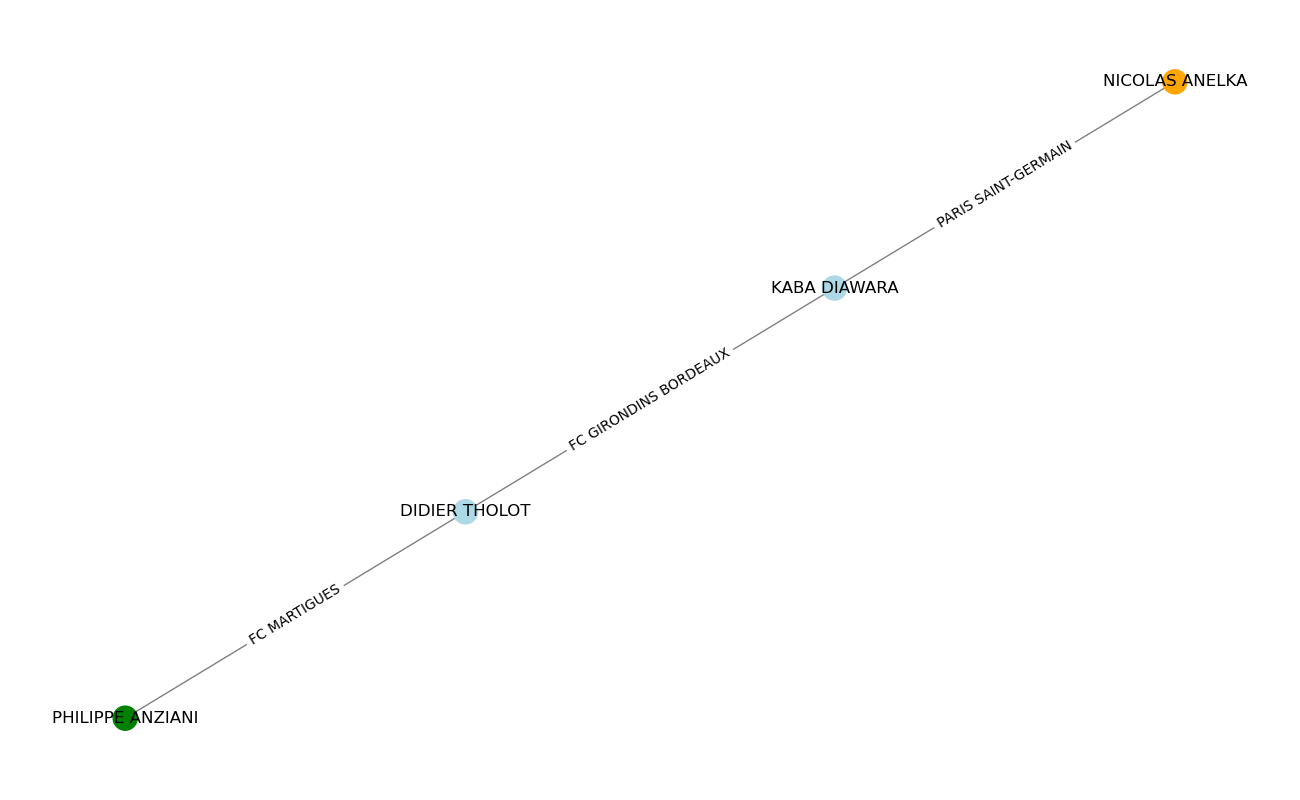 NICOLAS ANELKA
PARIS SAINT-GERMAIN
KABA DIAWARA
FC GIRONDINS BORDEAUX
DIDIER THOLOT
FC MARTIGUES
PHILIPPE ANZIANI